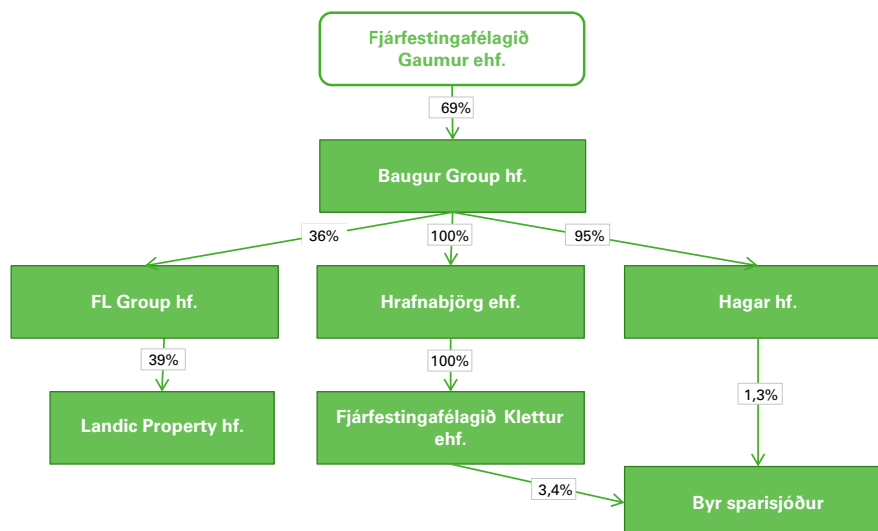 Fjárfestingafélagið
Gaumur ehf.
69%
Baugur Group hf.
36%
100%
95%
FL Group hf.
Hrafnabjörg ehf.
Hagar hf.
39%
100%
1,3%
Landic Property hf.
Fjárfestingafélagið Klettur
ehf.
3,4%
Byr sparisjóður